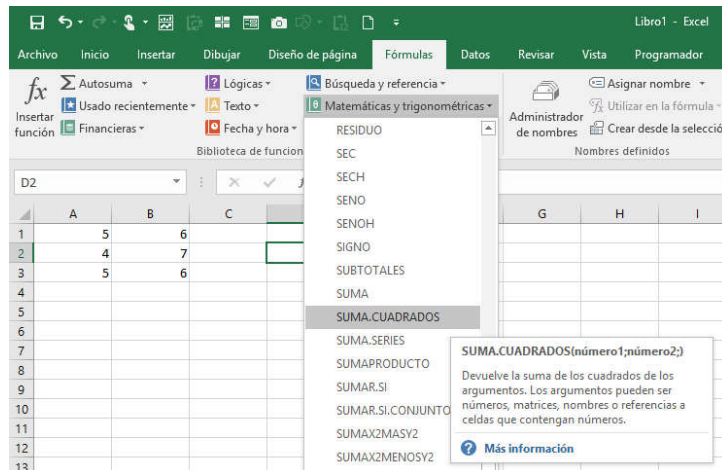 Libro1 - Excel
Archivo Inicio Insertar Dibujar Diseño de página Fórmulas Datos Revisar Vista Programador
fx
Insertar
función
Σ Autosuma
Usado recientemente
Financieras
Lógicas
Texto
Fecha y hora
Búsqueda y referencia
Matemáticas y trigonométricas
Biblioteca de funcion
Administrador
de nombres
Asignar nombre
Utilizar en la fórmula
Crear desde la selecció
Nombres definidos
D2
A B C G H I
1 5 6
2 4 7
3 5 6
4
5
6
7
8
9
10
11
12
13
RESIDUO
SEC
SECH
SENO
SENOH
SIGNO
SUBTOTALES
SUMA
SUMA.CUADRADOS
SUMA.SERIES
SUMAPRODUCTO
SUMAR.SI
SUMAR.SI.CONJUNTO
SUMAX2MASY2
SUMAX2MENOSY2
SUMA.CUADRADOS(número1;número2;)
Devuelve la suma de los cuadrados de los
argumentos. Los argumentos pueden ser
números, matrices, nombres o referencias a
celdas que contengan números.
Más información